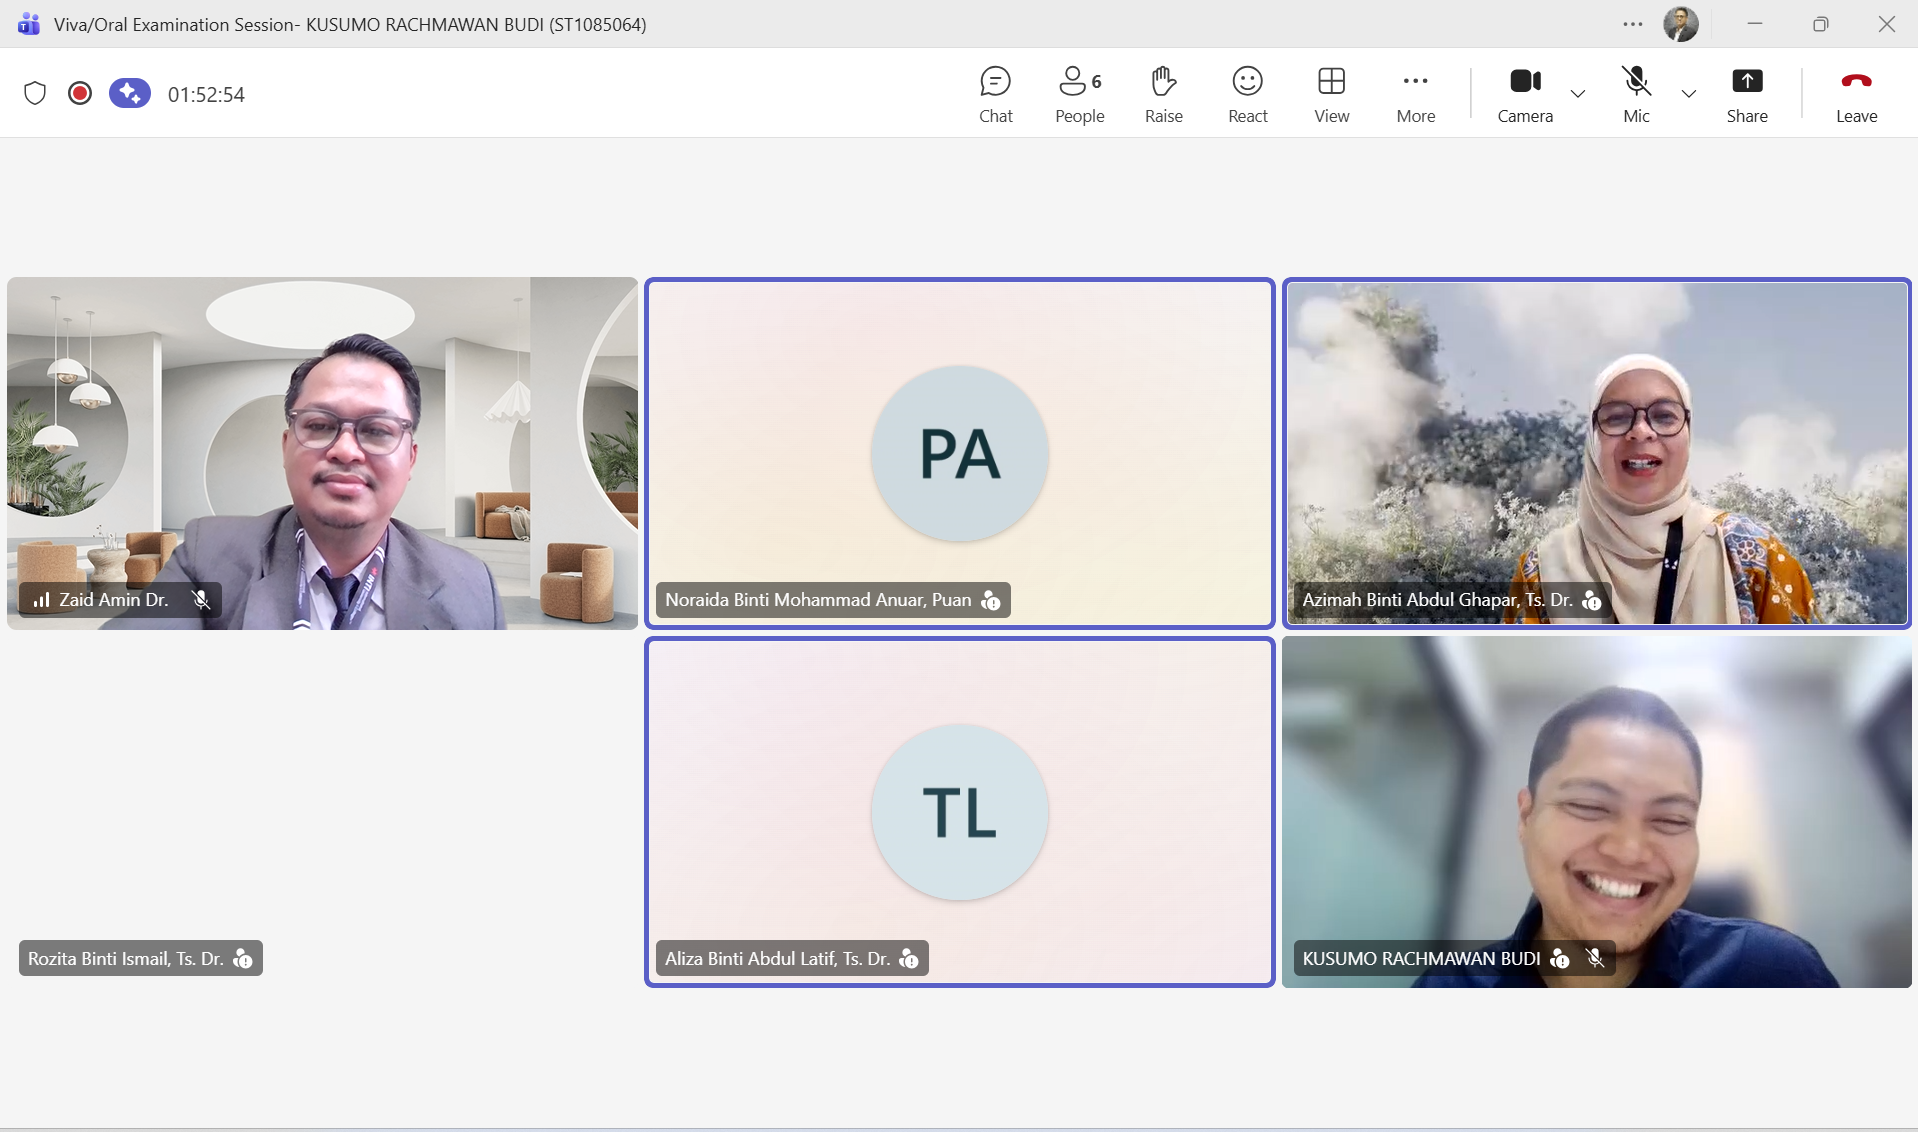 Viva/Oral Examination Session- KUSUMO RACHMAWAN BUDI (ST1085064)
01:52:54
Chat
People 6
Raise
React
View
More
Camera
Mic
Share
Leave
Zaid Amin Dr.
INTI
PA
Noraida Binti Mohammad Anuar, Puan
Azimah Binti Abdul Ghapar, Ts. Dr.
Rozita Binti Ismail, Ts. Dr.
TL
Aliza Binti Abdul Latif, Ts. Dr.
KUSUMO RACHMAWAN BUDI